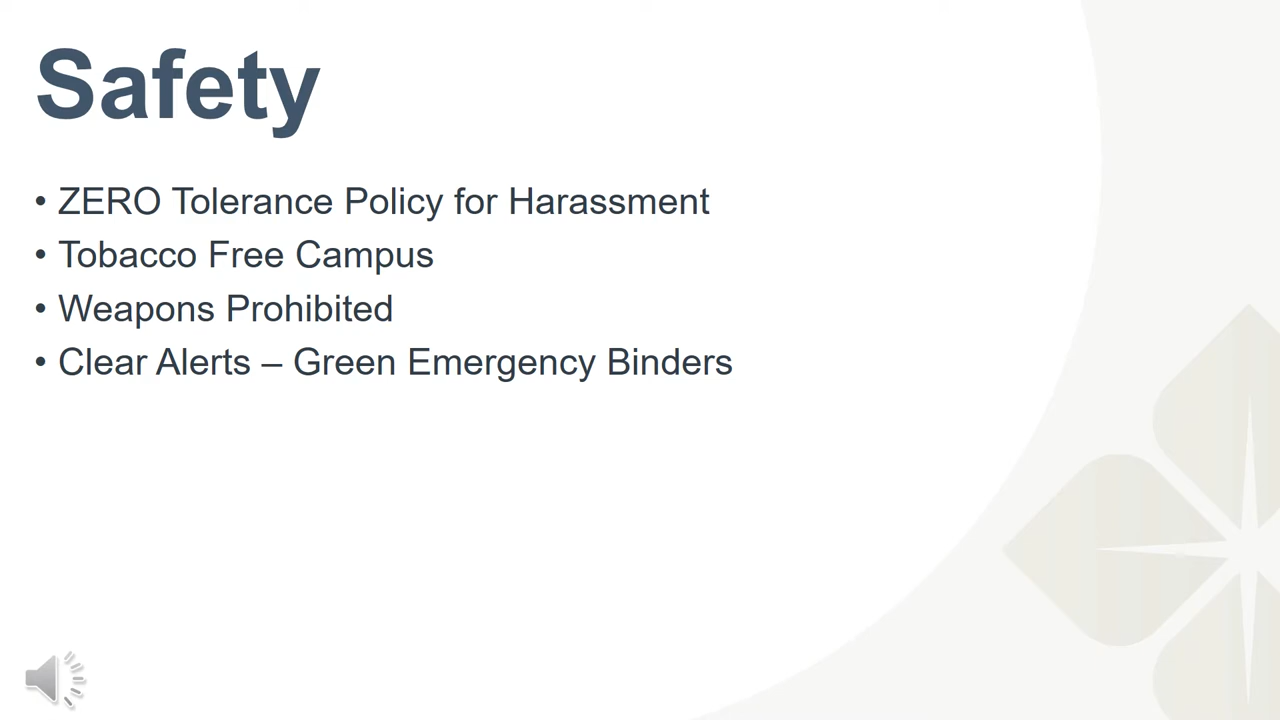 Safety
• ZERO Tolerance Policy for Harassment
• Tobacco Free Campus
• Weapons Prohibited
• Clear Alerts – Green Emergency Binders